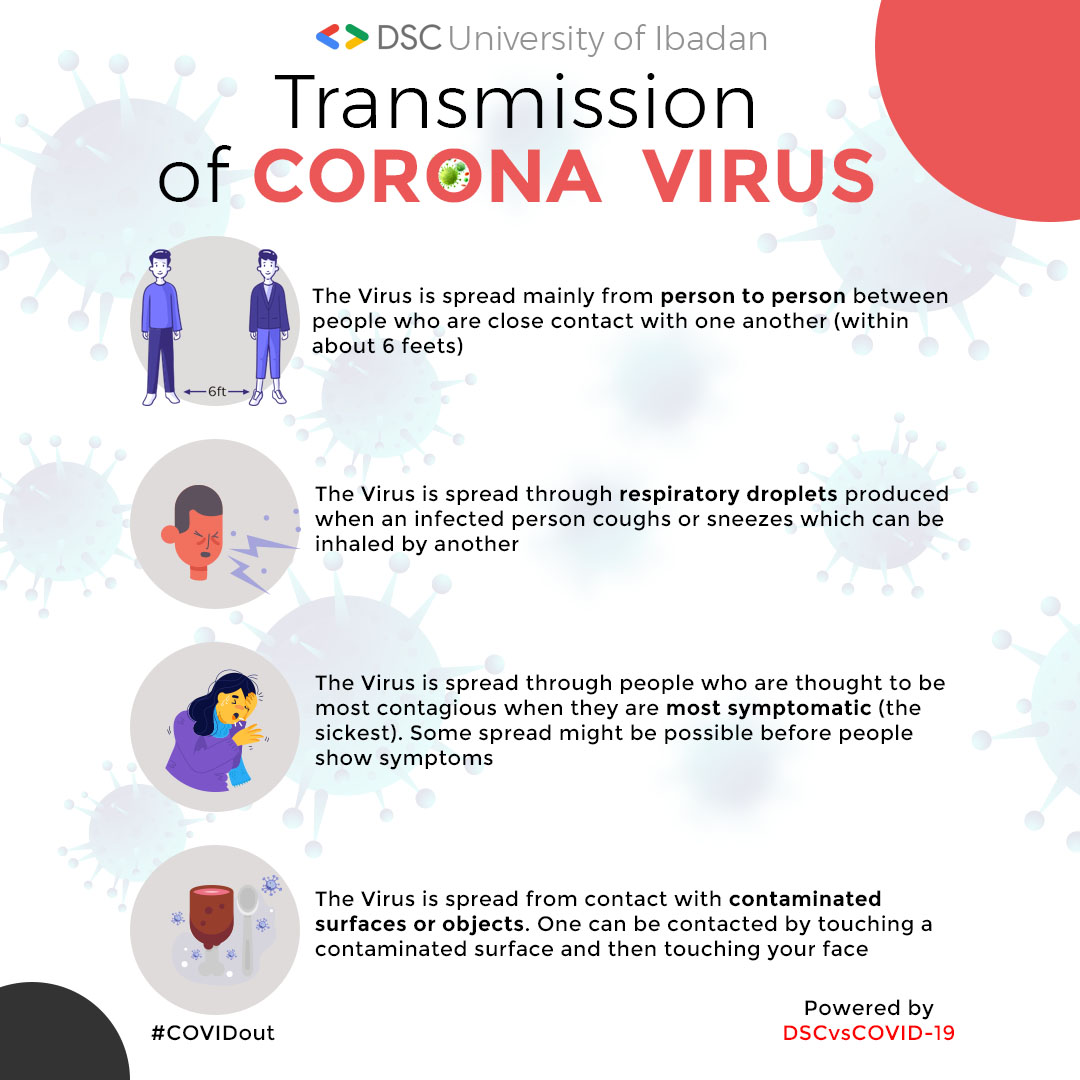 DSC University of Ibadan
Transmission
of CORONA VIRUS
The Virus is spread mainly from person to person between
people who are close contact with one another (within
about 6 feets)
6ft
The Virus is spread through respiratory droplets produced
when an infected person coughs or sneezes which can be
inhaled by another
The Virus is spread through people who are thought to be
most contagious when they are most symptomatic (the
sickest). Some spread might be possible before people
show symptoms
The Virus is spread from contact with contaminated
surfaces or objects. One can be contacted by touching a
contaminated surface and then touching your face
#COVIDout
Powered by
DSCvsCOVID-19